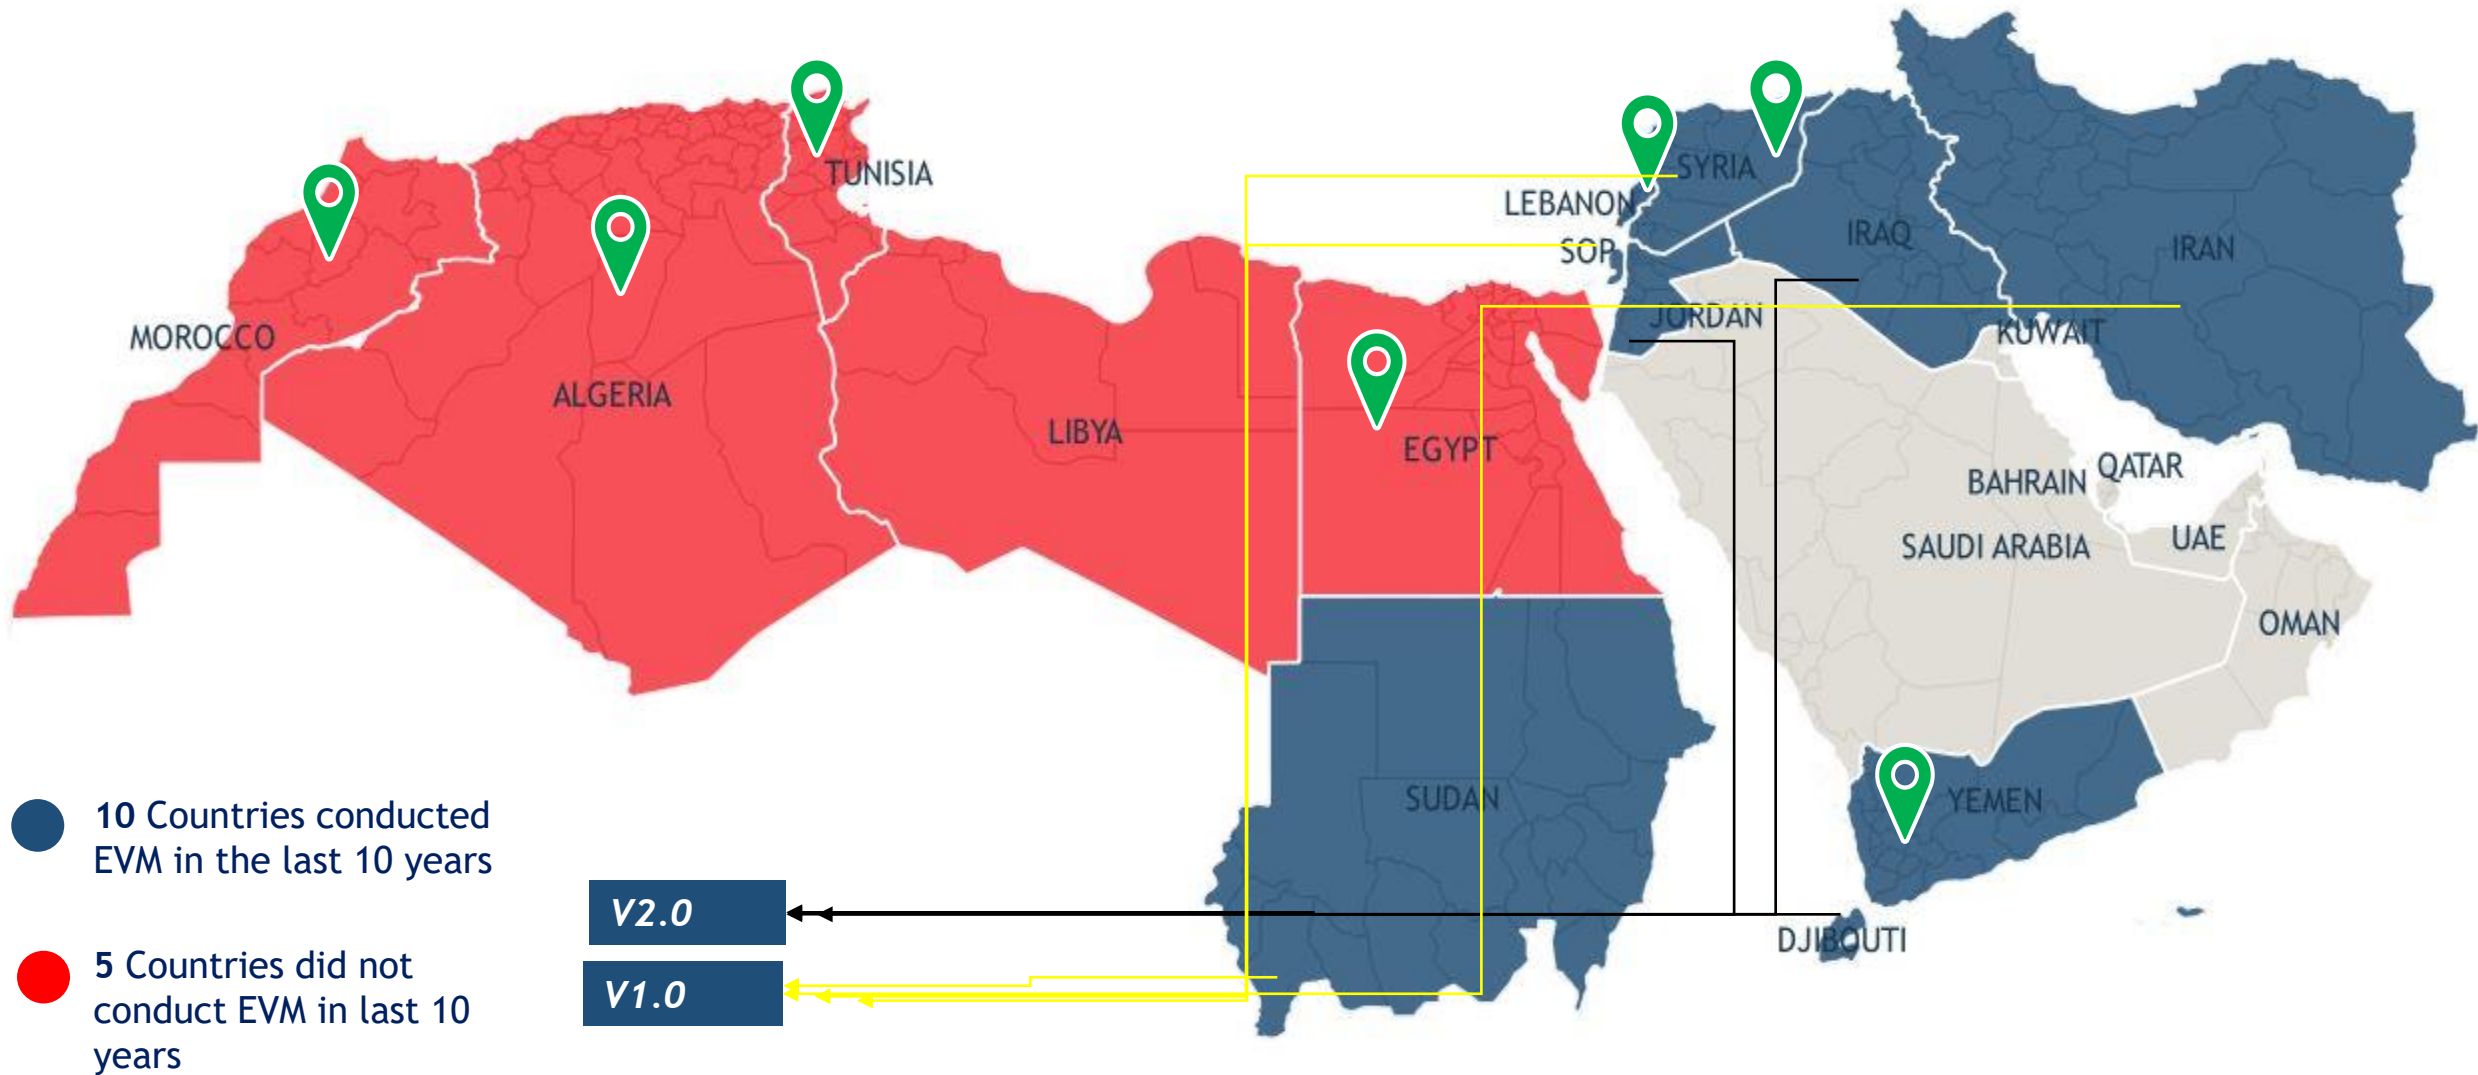 TUNISIA
SYRIA
LEBANON
IRAQ
SOP
IRAN
JORDAN
KUWAIT
MOROCCO
ALGERIA
LIBYA
EGYPT
QATAR
BAHRAIN
UAE
SAUDI ARABIA
OMAN
SUDAN
YEMEN
DJIBOUTI
10 Countries conducted
EVM in the last 10 years
5 Countries did not
conduct EVM in last 10
years
V2.0
V1.0